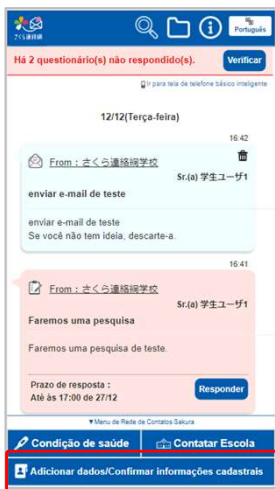 さくら連絡網
Português
Há 2 questionário(s) não respondido(s).
Verificar
Ir para tela de telefone básico inteligente
12/12(Terça-feira)
16:42
From：さくら連絡網学校
Sr.(a) 学生ユーザ1
enviar e-mail de teste
enviar e-mail de teste
Se você não tem ideia, descarte-a.
16:41
From：さくら連絡網学校
Sr.(a) 学生ユーザ1
Faremos uma pesquisa
Faremos uma pesquisa de teste.
Prazo de resposta :
Até às 17:00 de 27/12
Responder
▼Menu de Rede de Contatos Sakura
Condição de saúde
Contatar Escola
Adicionar dados/Confirmar informações cadastrais